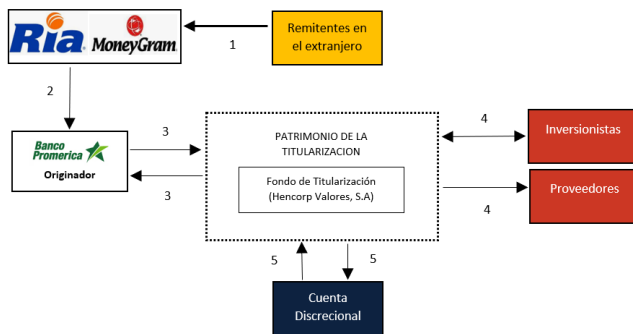 Ria
MoneyGram
1
Remitentes en
el extranjero
2
Banco
Promerica
Originador
3
3
PATRIMONIO DE LA
TITULARIZACION
Fondo de Titularización
(Hencorp Valores, S.A)
4
Inversionistas
4
Proveedores
5
5
Cuenta
Discrecional